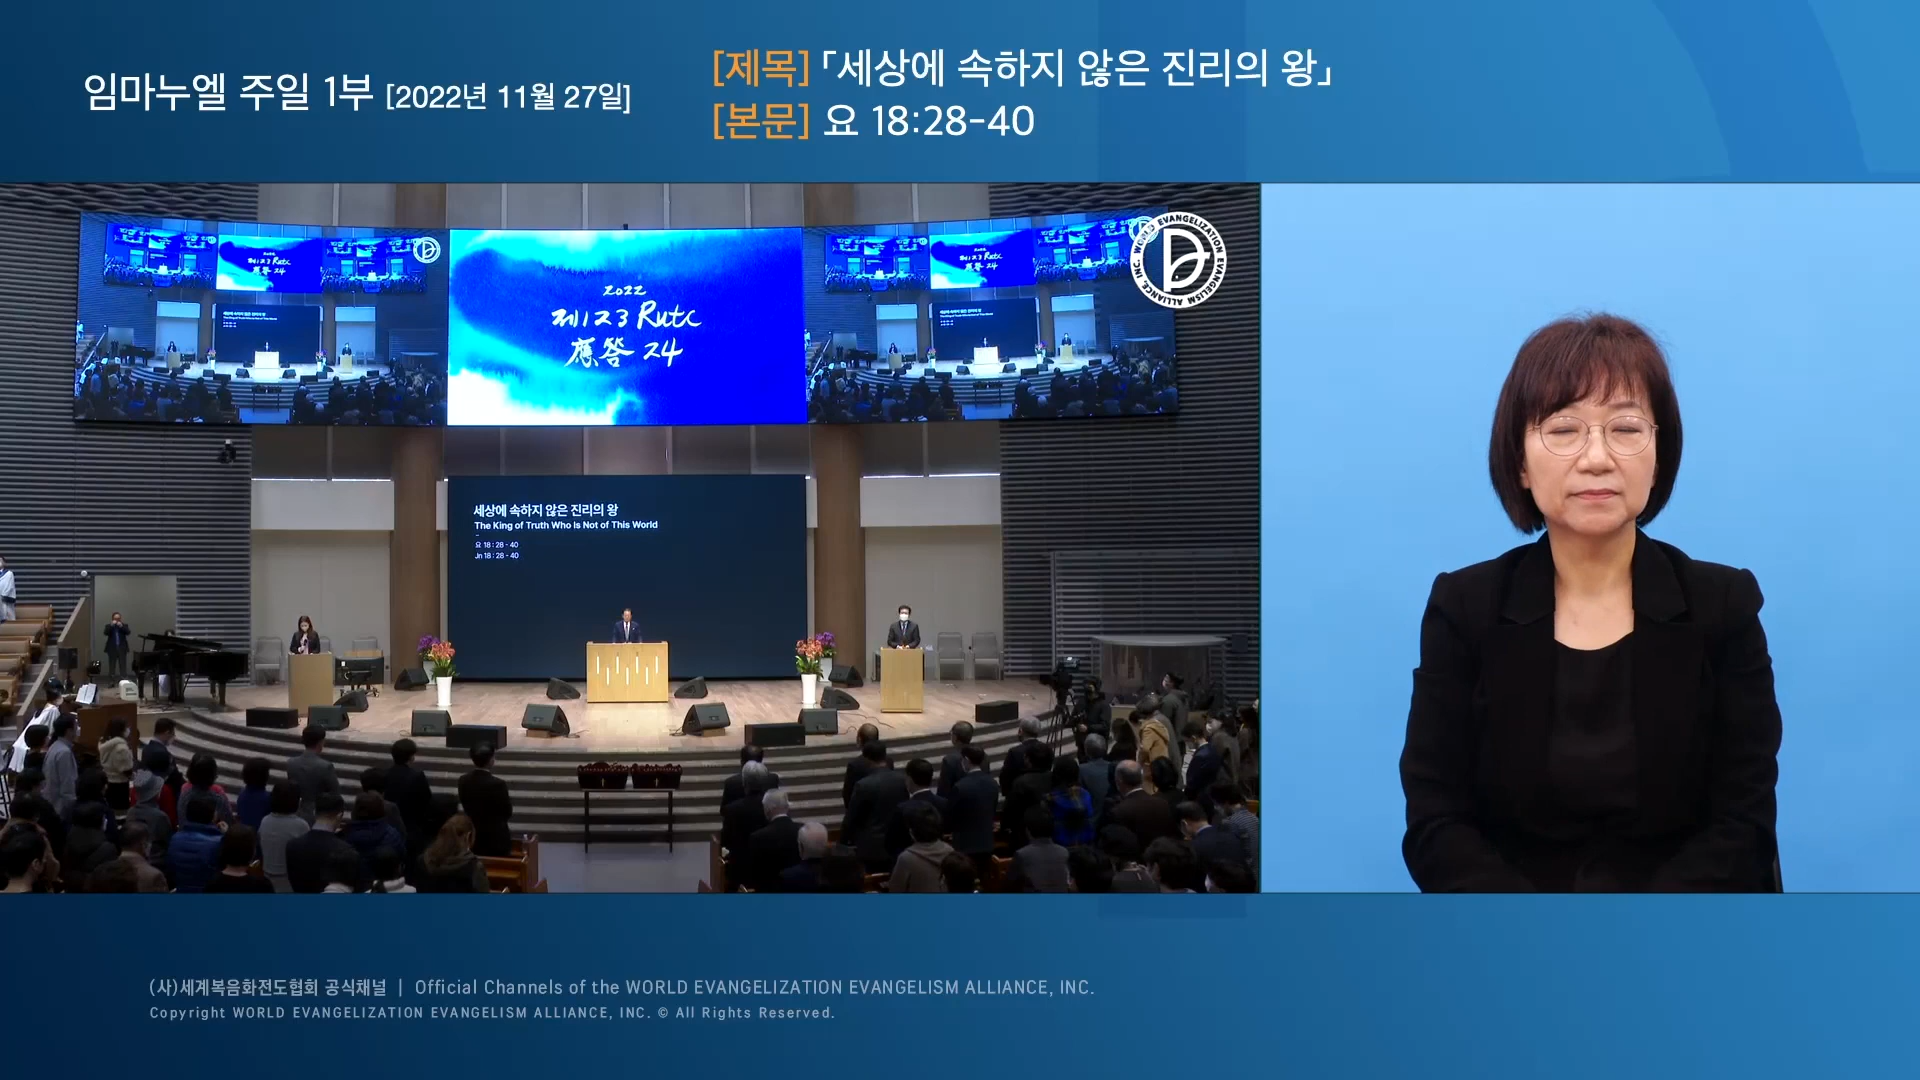 임마누엘 주일 1부 [2022년 11월 27일]
[제목] 「세상에 속하지 않은 진리의 왕」
[본문] 요 18:28-40
WORLD EVANGELIZATION EVANGELISM ALLIANCE, INC.
2022
제123 Rutc
應答 24
세상에 속하지 않은 진리의 왕
The King of Truth Who Is Not of This World
요 18 : 28 - 40
Jn 18 : 28 - 40
(사)세계복음화전도협회 공식채널 | Official Channels of the WORLD EVANGELIZATION EVANGELISM ALLIANCE, INC.
Copyright WORLD EVANGELIZATION EVANGELISM ALLIANCE, INC. © All Rights Reserved.